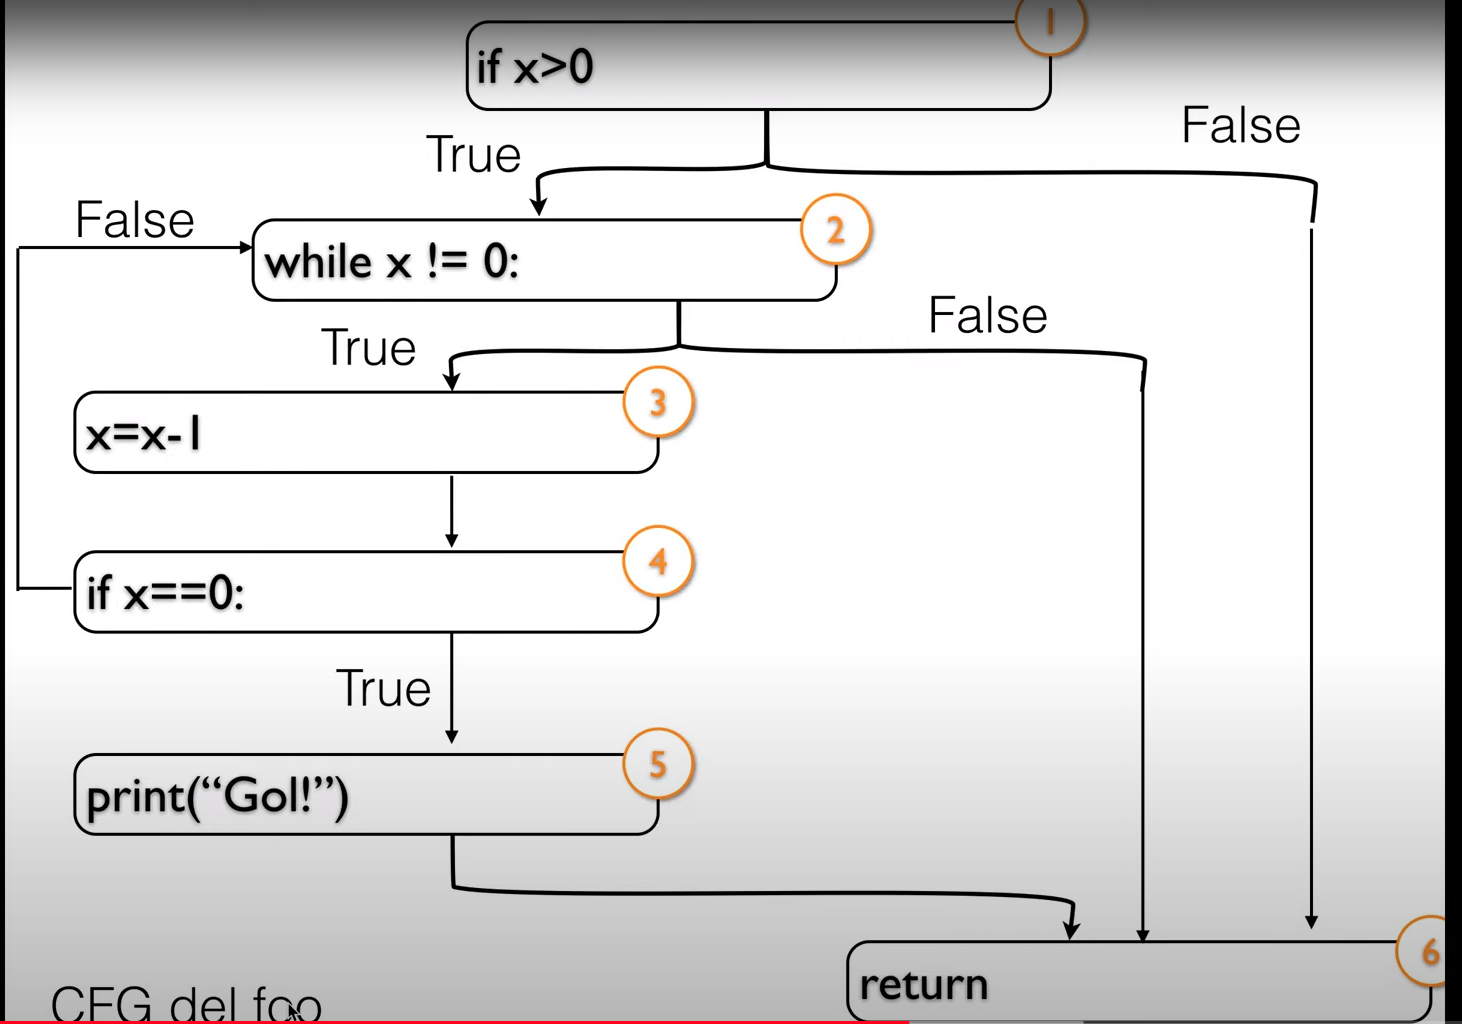 1
if x>0
False
True
False
2
while x != 0:
False
True
3
x=x-1
4
if x==0:
True
5
print(“Gol!”)
6
return
CFG del foo